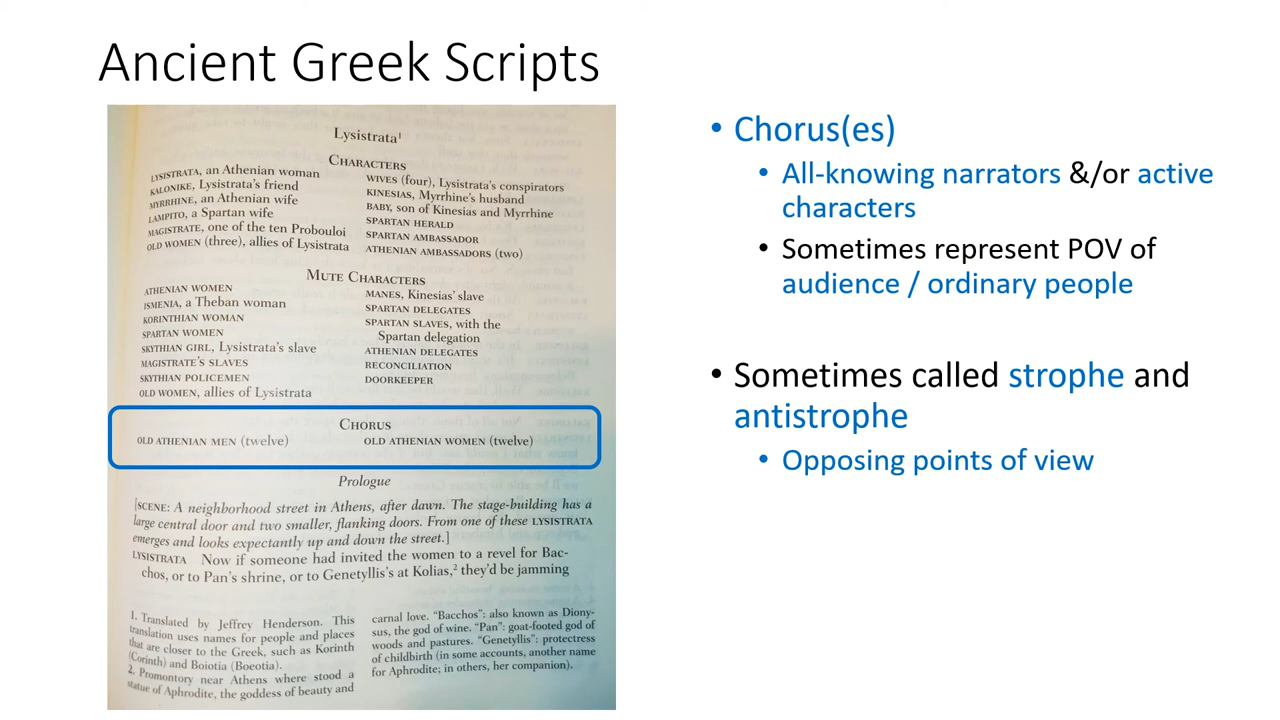 Ancient Greek Scripts
Lysistrata¹
CHARACTERS
LYSISTRATA, an Athenian woman
KALONIKE, Lysistrata's friend
MYRRHINE, an Athenian wife
LAMPITO, a Spartan wife
MAGISTRATE, one of the ten Probouloi
OLD WOMEN (three), allies of Lysistrata
WIVES (four), Lysistrata's conspirators
KINESIAS, Myrrhine's husband
BABY, son of Kinesias and Myrrhine
SPARTAN HERALD
SPARTAN AMBASSADOR
ATHENIAN AMBASSADORS (two)
MUTE CHARACTERS
ATHENIAN WOMEN
ISMENIA, a Theban woman
KORINTHIAN WOMAN
SPARTAN WOMEN
SKYTHIAN GIRL, Lysistrata's slave
MAGISTRATE'S SLAVES
SKYTHIAN POLICEMEN
OLD WOMEN, allies of Lysistrata
MANES, Kinesias' slave
SPARTAN DELEGATES
SPARTAN SLAVES, with the
Spartan delegation
ATHENIAN DELEGATES
RECONCILIATION
DOORKEEPER
CHORUS
OLD ATHENIAN MEN (twelve)
OLD ATHENIAN WOMEN (twelve)
Prologue
[SCENE: A neighborhood street in Athens, after dawn. The stage-building has a
large central door and two smaller, flanking doors. From one of these LYSISTRATA
emerges and looks expectantly up and down the street.]
LYSISTRATA Now if someone had invited the women to a revel for Bac-
chos, or to Pan's shrine, or to Genetyllis's at Kolias,² they'd be jamming
1. Translated by Jeffrey Henderson. This
translation uses names for people and places
that are closer to the Greek, such as Korinth
(Corinth) and Boiotia (Boeotia).
2. Promontory near Athens where stood a
statue of Aphrodite, the goddess of beauty and
carnal love. "Bacchos": also known as Diony-
sus, the god of wine. "Pan": goat-footed god of
woods and pastures. "Genetyllis": protectress
of childbirth (in some accounts, another name
for Aphrodite; in others, her companion).
• Chorus(es)
• All-knowing narrators &/or active
characters
• Sometimes represent POV of
audience / ordinary people
• Sometimes called strophe and
antistrophe
• Opposing points of view